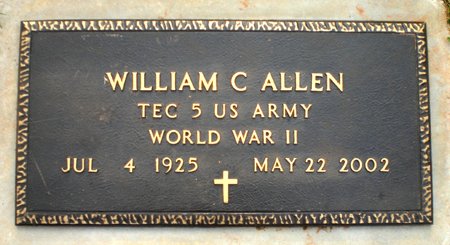 WILLIAM C ALLEN
TEC 5 US ARMY
WORLD WAR II
JUL 4 1925 MAY 22 2002